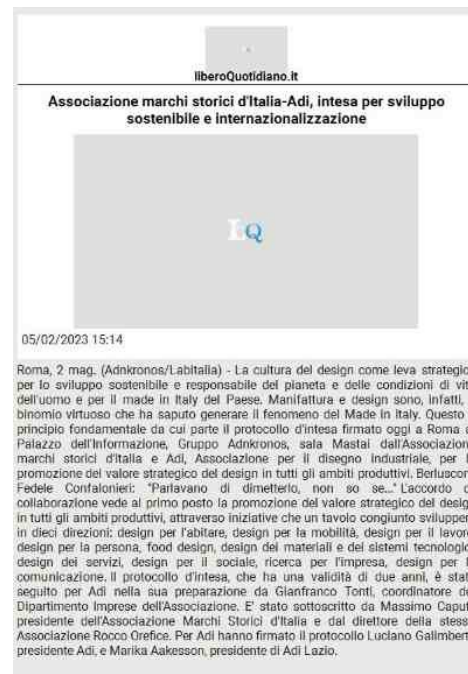 liberoQuotidiano.it
Associazione marchi storici d'Italia-Adi, intesa per sviluppo
sostenibile e internazionalizzazione
LQ
05/02/2023 15:14
Roma, 2 mag. (Adnkronos/Labitalia) - La cultura del design come leva strategic
per lo sviluppo sostenibile e responsabile del pianeta e delle condizioni di vit
dell'uomo e per il made in Italy del Paese. Manifattura e design sono, infatti,
binomio virtuoso che ha saputo generare il fenomeno del Made in Italy. Questo
principio fondamentale da cui parte il protocollo d'intesa firmato oggi a Roma a
Palazzo dell'Informazione, Gruppo Adnkronos, sala Mastai dall'Association
marchi storici d'Italia e Adi, Associazione per il disegno industriale, per l
promozione del valore strategico del design in tutti gli ambiti produttivi. Berluscon
Fedele Confalonieri: "Parlavano di dimetterlo, non so se..." L'accordo d
collaborazione vede al primo posto la promozione del valore strategico del desig
in tutti gli ambiti produttivi, attraverso iniziative che un tavolo congiunto svilupper
in dieci direzioni: design per l'abitare, design per la mobilità, design per il lavor
design per la persona, food design, design dei materiali e dei sistemi tecnologic
design dei servizi, design per il sociale, ricerca per l'impresa, design per l
comunicazione. Il protocollo d'intesa, che ha una validità di due anni, è stat
seguito per Adi nella sua preparazione da Gianfranco Tonti, coordinatore de
Dipartimento Imprese dell'Associazione. E' stato sottoscritto da Massimo Caput
presidente dell'Associazione Marchi Storici d'Italia e dal direttore della stess
Associazione Rocco Orefice. Per Adi hanno firmato il protocollo Luciano Galimbert
presidente Adi, e Marika Aakesson, presidente di Adi Lazio.